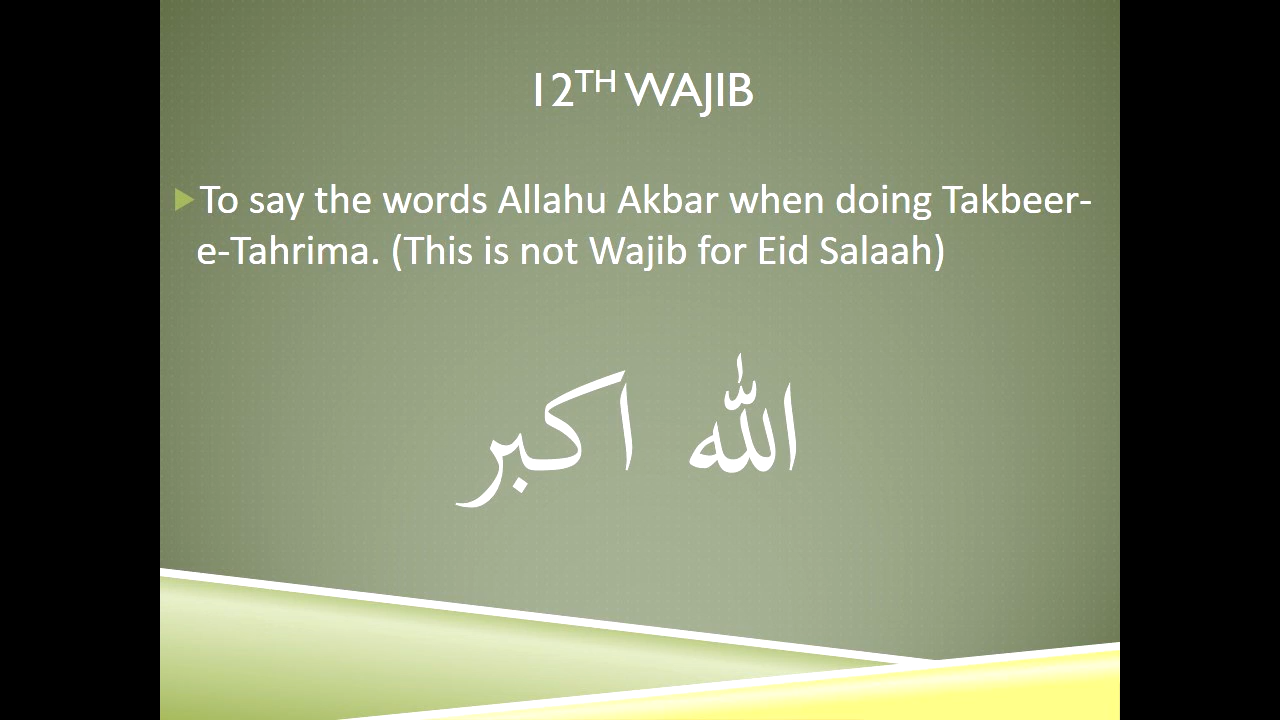 12TH WAJIB
To say the words Allahu Akbar when doing Takbeer-
e-Tahrima. (This is not Wajib for Eid Salaah)
الله اكبر